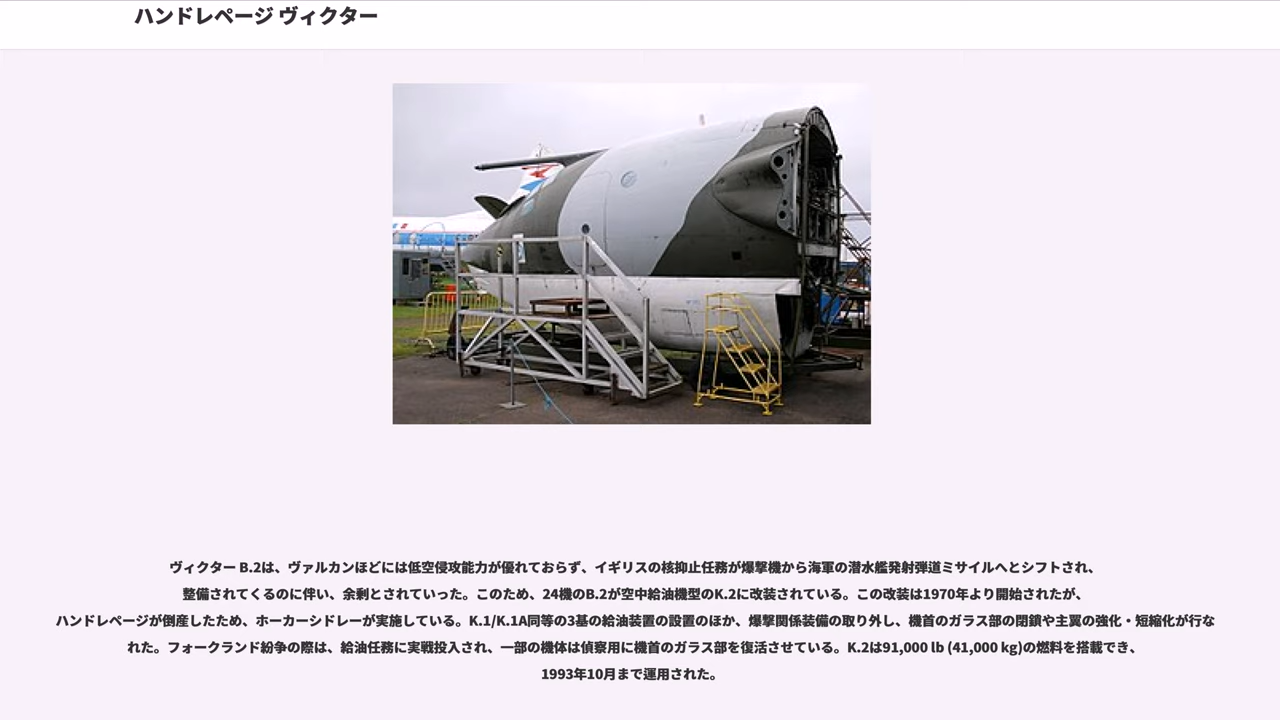 ハンドレページ ヴィクター
ヴィクター B.2は、ヴァルカンほどには低空侵攻能力が優れておらず、イギリスの核抑止任務が爆撃機から海軍の潜水艦発射弾道ミサイルへとシフトされ、
整備されてくるのに伴い、余剰とされていった。このため、24機のB.2が空中給油機型のK.2に改装されている。この改装は1970年より開始されたが、
ハンドレページが倒産したため、ホーカーシドレーが実施している。K.1/K.1A同等の3基の給油装置の設置のほか、爆撃関係装備の取り外し、機首のガラス部の閉鎖や主翼の強化・短縮化が行な
れた。フォークランド紛争の際は、給油任務に実戦投入され、一部の機体は偵察用に機首のガラス部を復活させている。K.2は91,000 lb (41,000 kg)の燃料を搭載でき、
1993年10月まで運用された。